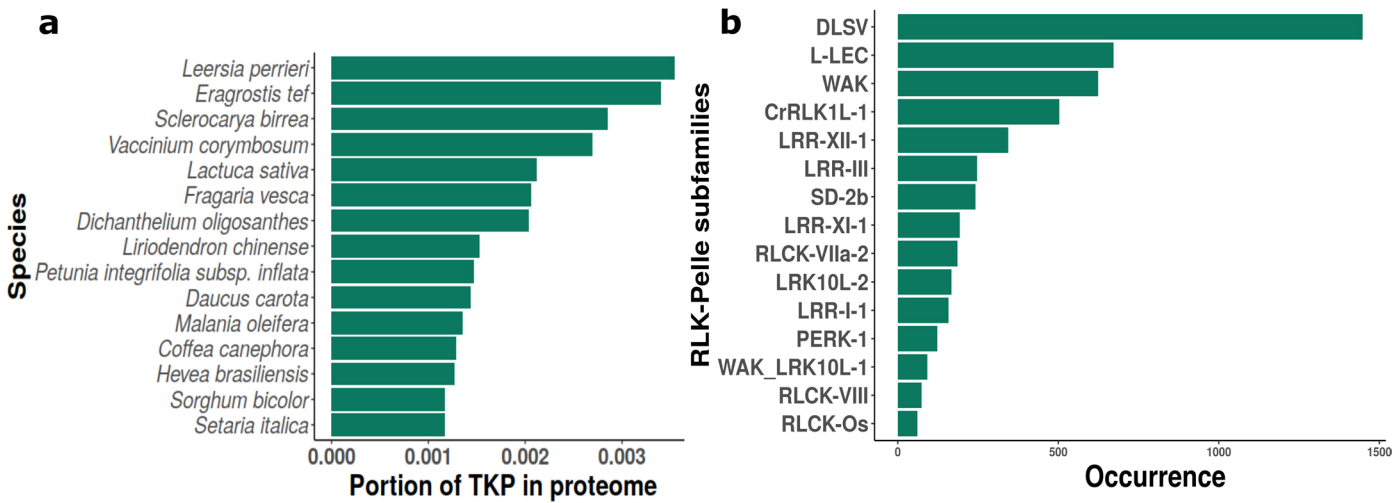 a
Species
Leersia perrieri
Eragrostis tef
Sclerocarya birrea
Vaccinium corymbosum
Lactuca sativa
Fragaria vesca
Dichanthelium oligosanthes
Liriodendron chinense
Petunia integrifolia subsp. inflata
Daucus carota
Malania oleifera
Coffea canephora
Hevea brasiliensis
Sorghum bicolor
Setaria italica
0.000 0.001 0.002 0.003
Portion of TKP in proteome
b
RLK-Pelle subfamilies
DLSV
L-LEC
WAK
CrRLK1L-1
LRR-XII-1
LRR-III
SD-2b
LRR-XI-1
RLCK-VIIa-2
LRK10L-2
LRR-I-1
PERK-1
WAK_LRK10L-1
RLCK-VIII
RLCK-Os
0 500 1000 1500
Occurrence